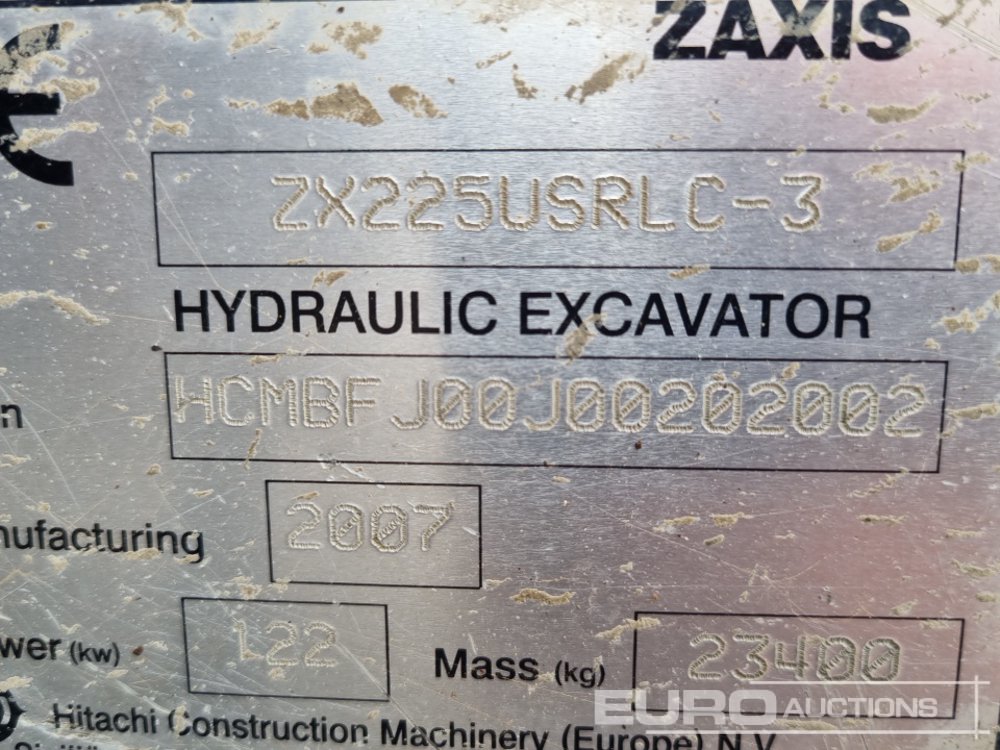 ZAXIS
CE
ZX225USRLC-3
HYDRAULIC EXCAVATOR
HCMBFJ00J00202002
nufacturing 2007
wer (kw) 122 Mass (kg) 23400
Hitachi Construction Machinery (Europe) N.V.
EURO AUCTIONS